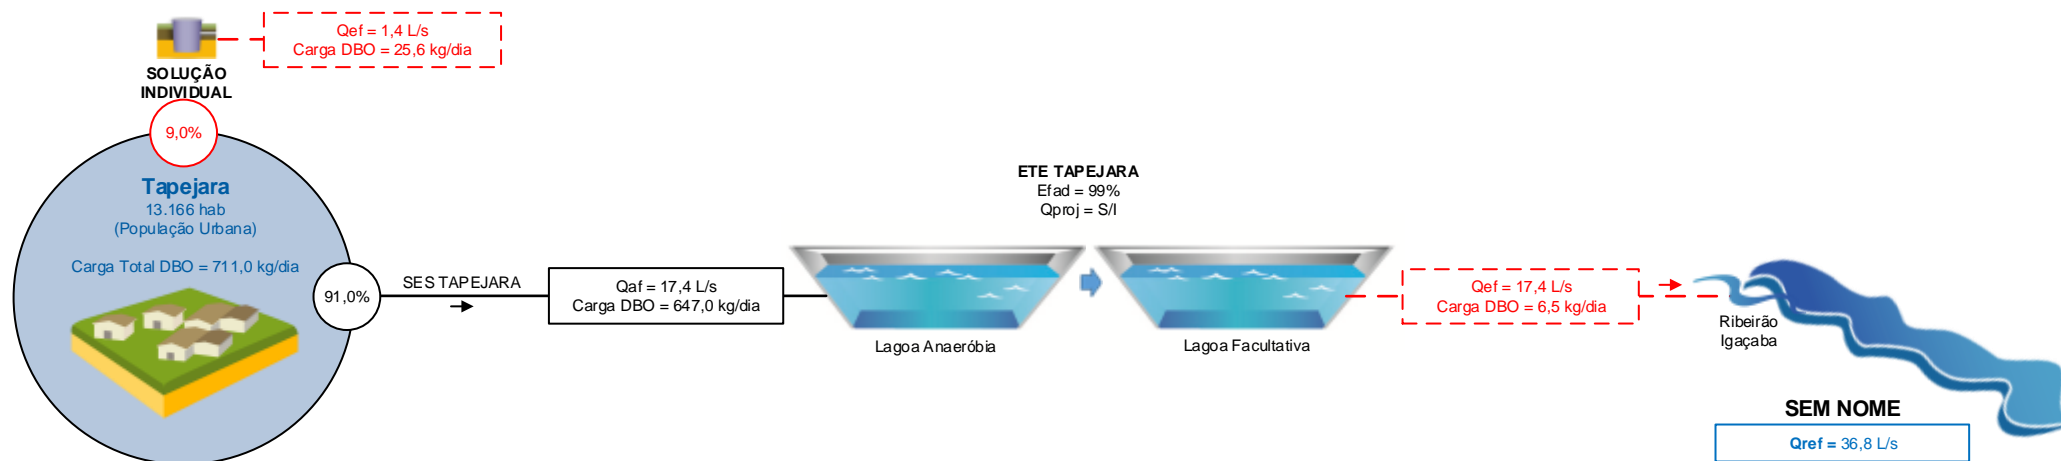 Qef = 1,4 L/s
Carga DBO = 25,6 kg/dia
SOLUÇÃO
INDIVIDUAL
9,0%
Tapejara
13.166 hab
(População Urbana)
Carga Total DBO = 711,0 kg/dia
91,0%
SES TAPEJARA
Qaf = 17,4 L/s
Carga DBO = 647,0 kg/dia
ETE TAPEJARA
Efad = 99%
Qproj = S/I
Lagoa Anaeróbia
Lagoa Facultativa
Qef = 17,4 L/s
Carga DBO = 6,5 kg/dia
Ribeirão
Igaçaba
SEM NOME
Qref = 36,8 L/s